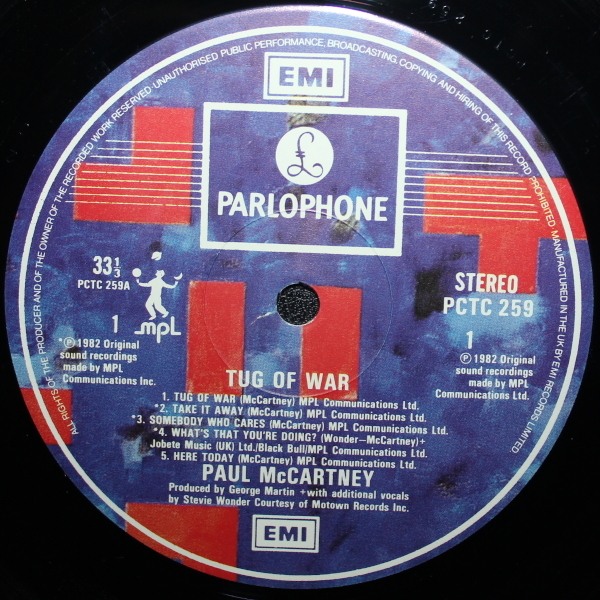 ALL RIGHTS OF THE PRODUCER AND OF THE OWNER OF THE RECORDED WORK RESERVED·UNAUTHORISED PUBLIC PERFORMANCE, BROADCASTING, COPYING AND HIRING OF THIS RECORD PROHIBITED·MANUFACTURED IN THE UK BY EMI RECORDS LIMITED
EMI
£
PARLOPHONE
33 1/3
PCTC 259A
1
mpL
*℗ 1982 Original
sound recordings
made by MPL
Communications Inc.
STEREO
PCTC 259
1
℗ 1982 Original
sound recordings
made by MPL
Communications Ltd.
TUG OF WAR
1. TUG OF WAR (McCartney) MPL Communications Ltd.
*2. TAKE IT AWAY (McCartney) MPL Communications Ltd.
*3. SOMEBODY WHO CARES (McCartney) MPL Communications Ltd.
*4. WHAT'S THAT YOU'RE DOING? (Wonder—McCartney)+
Jobete Music (UK) Ltd./Black Bull/MPL Communications Ltd.
5. HERE TODAY (McCartney) MPL Communications Ltd.
PAUL McCARTNEY
Produced by George Martin +with additional vocals
by Stevie Wonder Courtesy of Motown Records Inc.
EMI